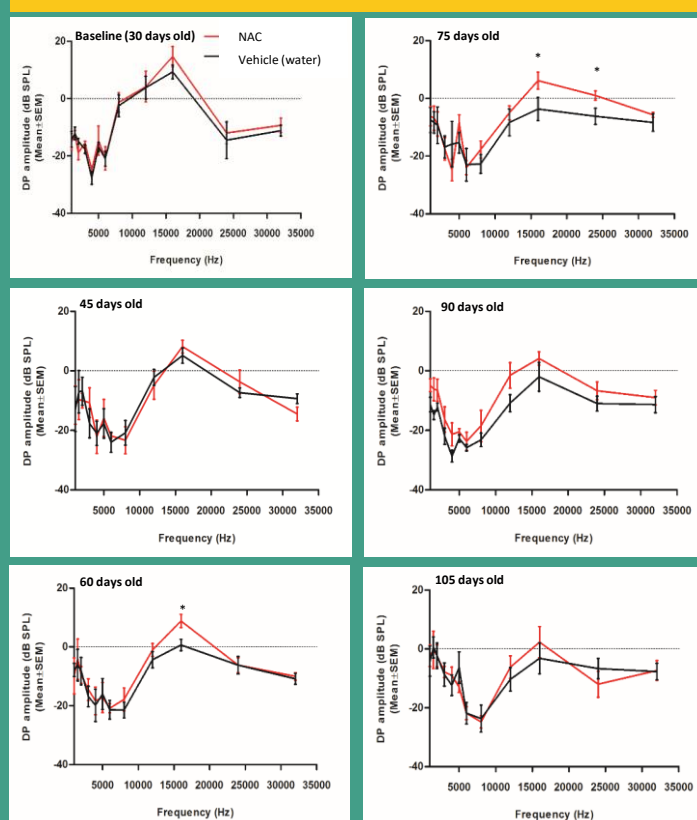 Baseline (30 days old)
NAC
Vehicle (water)
20
0
-20
-40
DP amplitude (dB SPL)
(Mean±SEM)
5000 10000 15000 20000 25000 30000 35000
Frequency (Hz)
75 days old
* *
20
0
-20
-40
DP amplitude (dB SPL)
(Mean±SEM)
5000 10000 15000 20000 25000 30000 35000
Frequency (Hz)
45 days old
20
0
-20
-40
DP amplitude (dB SPL)
(Mean±SEM)
5000 10000 15000 20000 25000 30000 35000
Frequency (Hz)
90 days old
20
0
-20
-40
DP amplitude (dB SPL)
(Mean±SEM)
5000 10000 15000 20000 25000 30000 35000
Frequency (Hz)
60 days old
*
20
0
-20
-40
DP amplitude (dB SPL)
(Mean±SEM)
5000 10000 15000 20000 25000 30000 35000
Frequency (Hz)
105 days old
20
0
-20
-40
DP amplitude (dB SPL)
(Mean±SEM)
5000 10000 15000 20000 25000 30000 35000
Frequency (Hz)